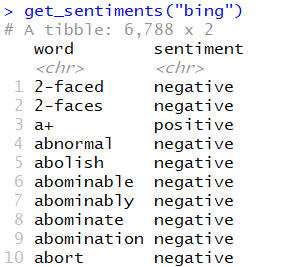 > get_sentiments("bing")
# A tibble: 6,788 x 2
word sentiment
<chr> <chr>
1 2-faced negative
2 2-faces negative
3 a+ positive
4 abnormal negative
5 abolish negative
6 abominable negative
7 abominably negative
8 abominate negative
9 abomination negative
10 abort negative